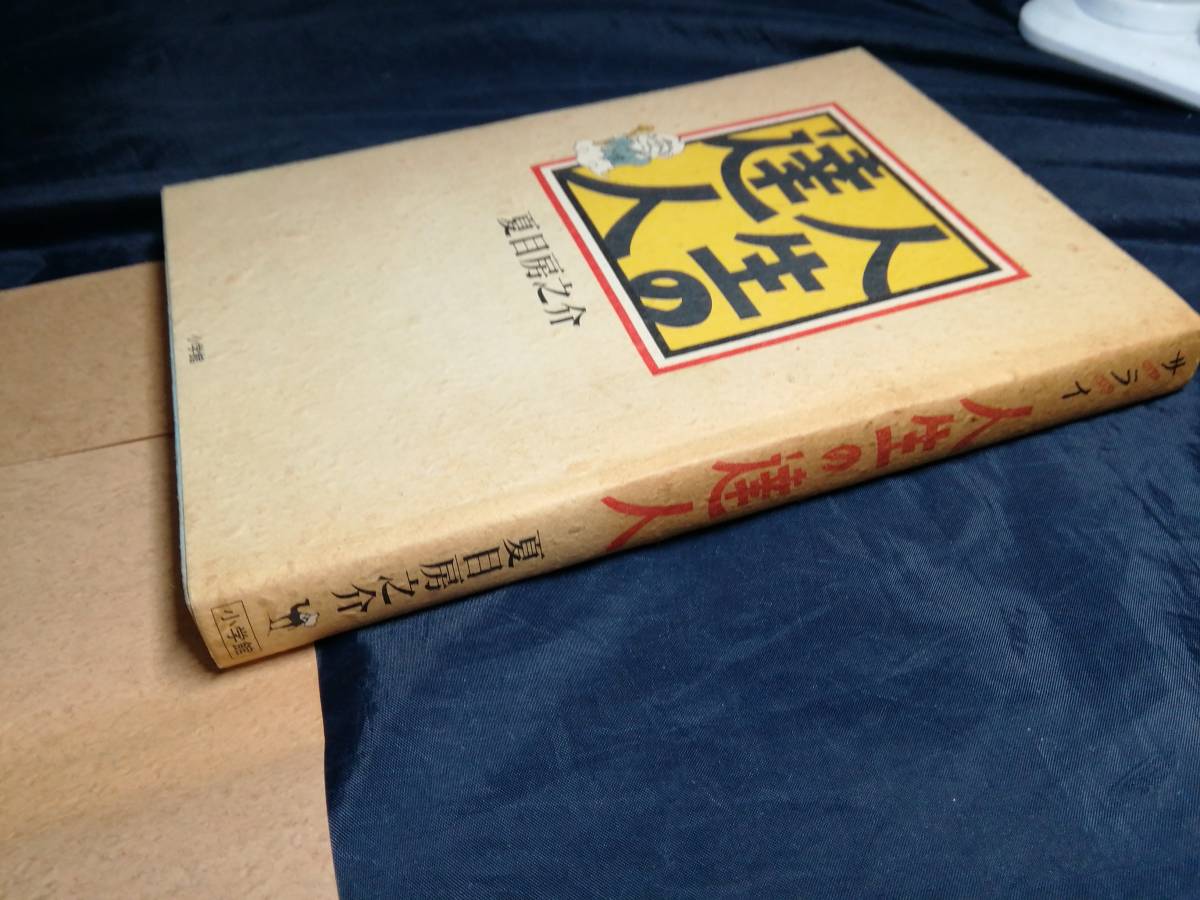 人生の
達人
夏目房之介
小学館
サライ
人生の達人
夏目房之介
小学館